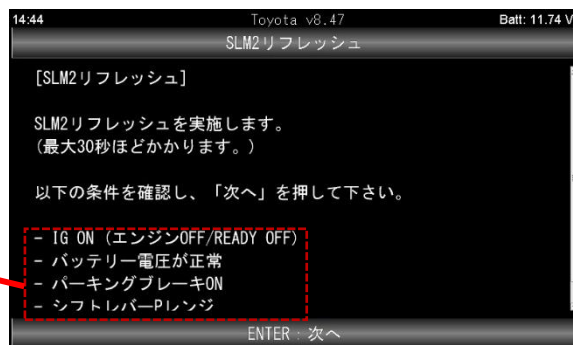 14:44 Toyota v8.47 Batt: 11.74 V
SLM2リフレッシュ
[SLM2リフレッシュ]
SLM2リフレッシュを実施します。
(最大30秒ほどかかります。)
以下の条件を確認し、「次へ」を押して下さい。
- IG ON (エンジンOFF/READY OFF)
- バッテリー電圧が正常
- パーキングブレーキON
- シフトレバーPレンジ
ENTER : 次へ